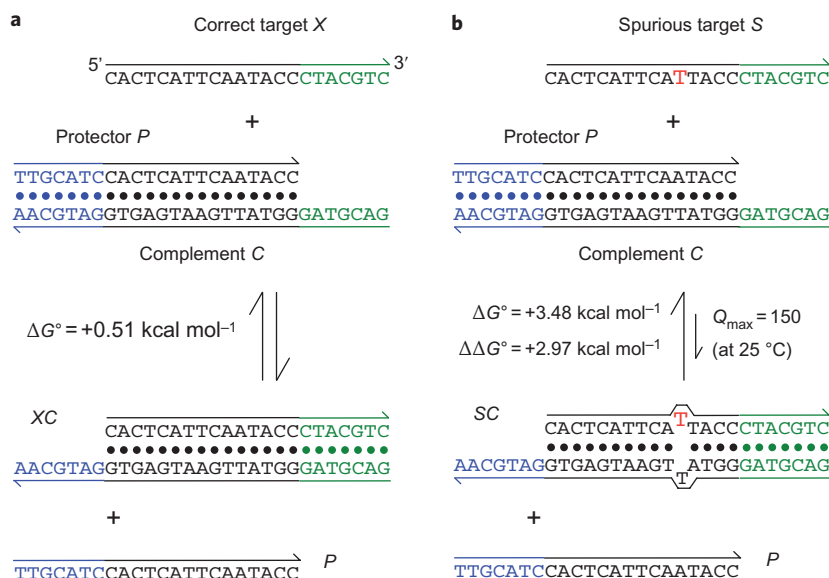 a
Correct target X
5' CACTCATTCAATACCCTACGTC 3′
+
Protector P
TTGCATCCACTCATTCAATACC
AACGTAGGTGAGTAAGTTATGGGATGCAG
Complement C
ΔG° = +0.51 kcal mol⁻¹
XC
CACTCATTCAATACCCTACGTC
AACGTAGGTGAGTAAGTTATGGGATGCAG
+
TTGCATCCACTCATTCAATACC P
b
Spurious target S
CACTCATTCATTACCCTACGTC
+
Protector P
TTGCATCCACTCATTCAATACC
AACGTAGGTGAGTAAGTTATGGGATGCAG
Complement C
ΔG° = +3.48 kcal mol⁻¹
ΔΔG° = +2.97 kcal mol⁻¹
Qmax = 150
(at 25 °C)
SC
CACTCATTCATTACCCTACGTC
AACGTAGGTGAGTAAGTTATGGGATGCAG
+
TTGCATCCACTCATTCAATACC P